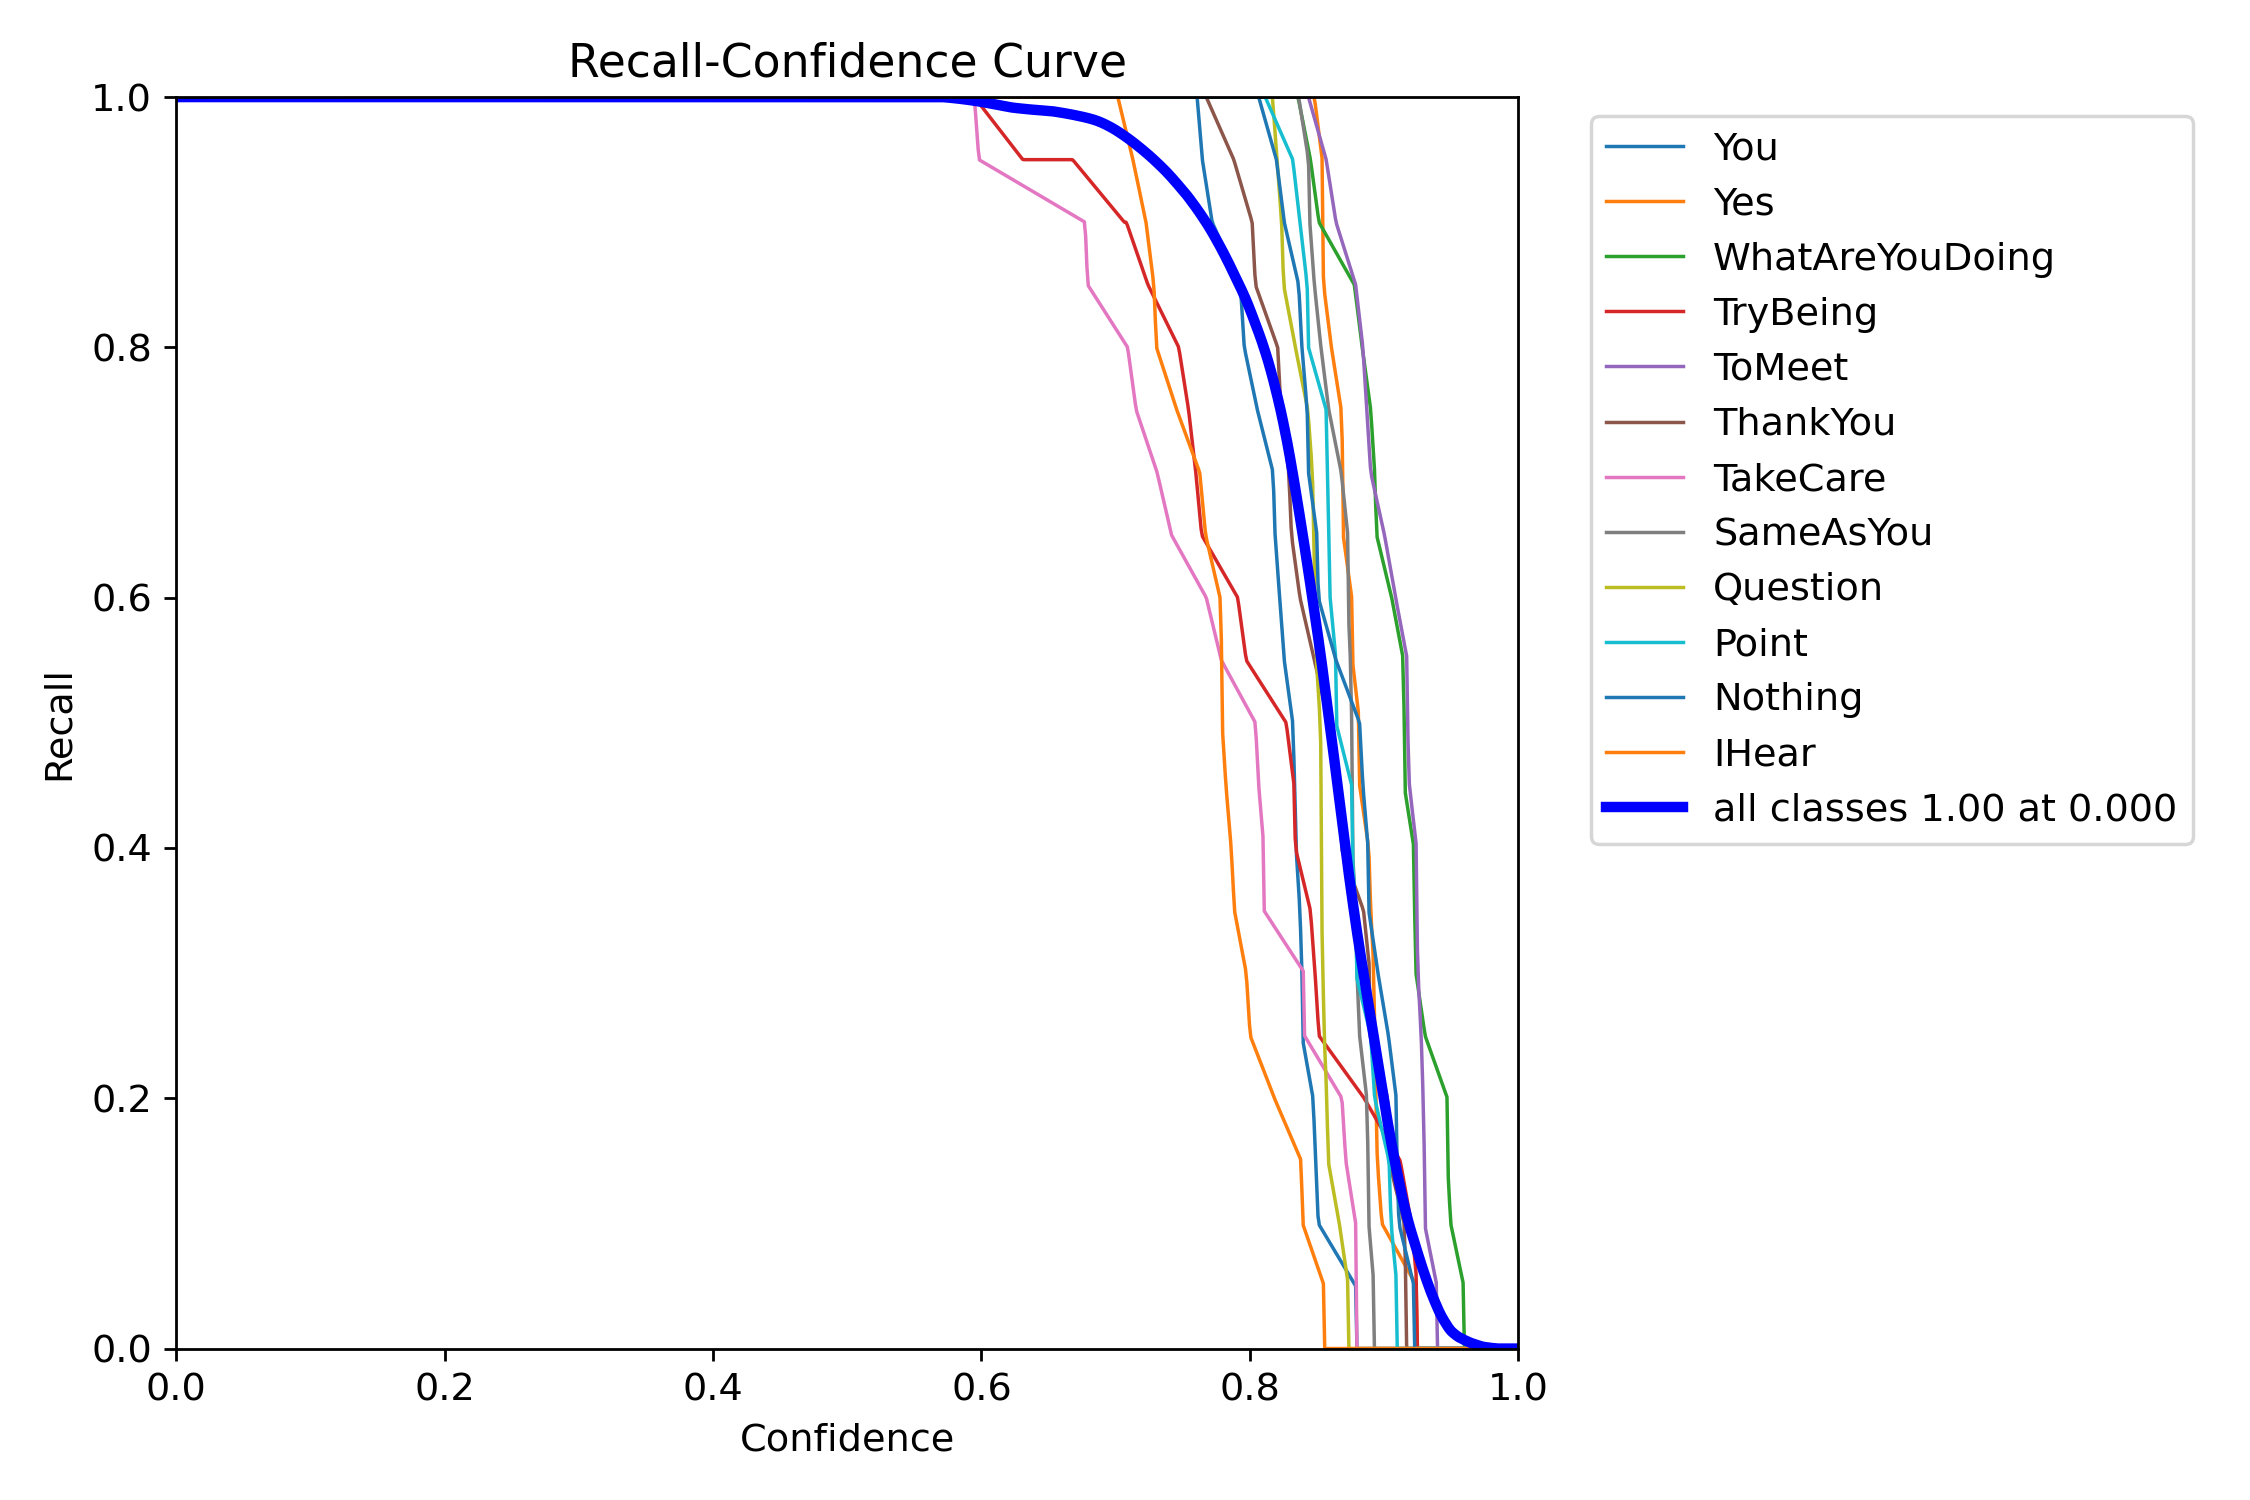 Recall-Confidence Curve
1.0
0.8
0.6
0.4
0.2
0.0
Recall
0.0 0.2 0.4 0.6 0.8 1.0
Confidence
You
Yes
WhatAreYouDoing
TryBeing
ToMeet
ThankYou
TakeCare
SameAsYou
Question
Point
Nothing
IHear
all classes 1.00 at 0.000